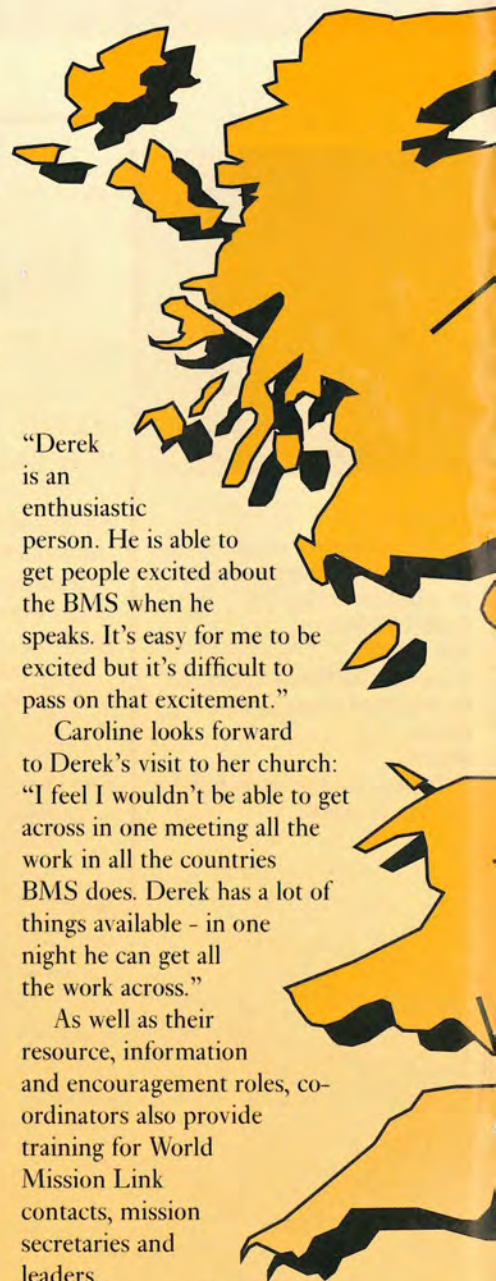 “Derek
is an
enthusiastic
person. He is able to
get people excited about
the BMS when he
speaks. It's easy for me to be
excited but it's difficult to
pass on that excitement.”
Caroline looks forward
to Derek's visit to her church:
“I feel I wouldn't be able to get
across in one meeting all the
work in all the countries
BMS does. Derek has a lot of
things available - in one
night he can get all
the work across.”
As well as their
resource, information
and encouragement roles, co-
ordinators also provide
training for World
Mission Link
contacts, mission
secretaries and
leaders